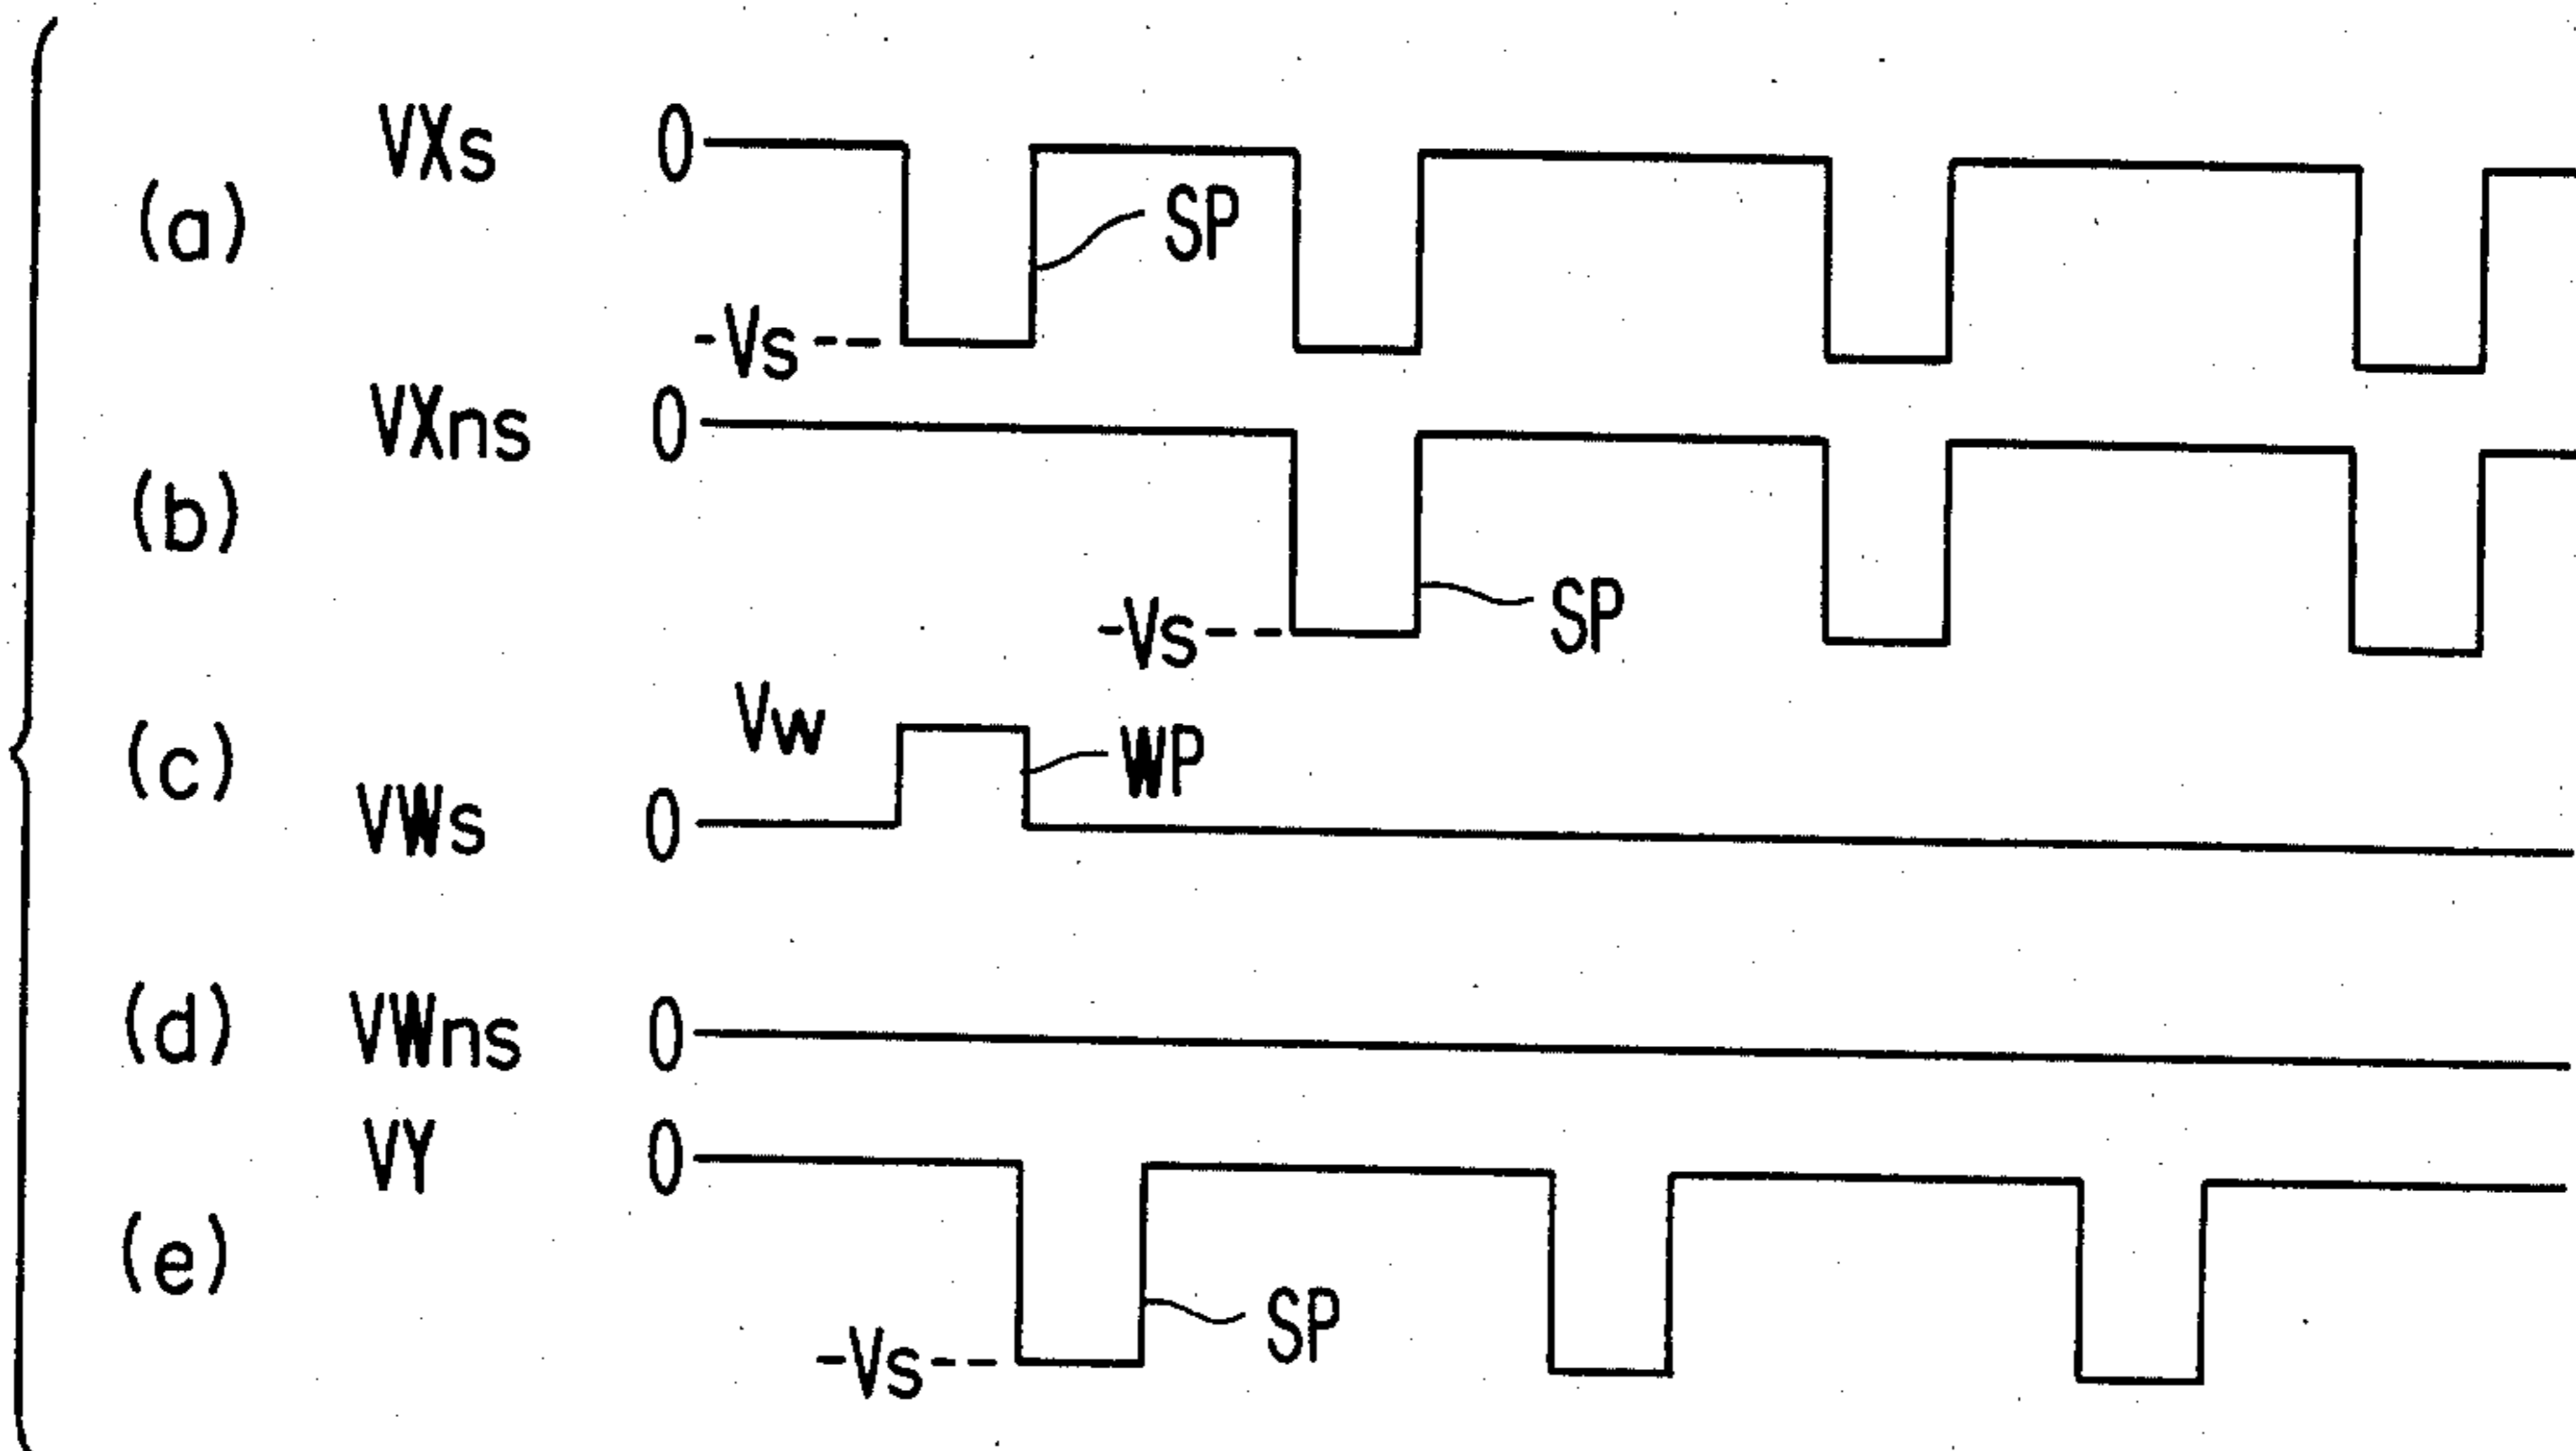 VXs 0
(a) SP
-Vs
VXns 0
(b)
-Vs SP
Vw
(c) WP
VWs 0
(d) VWns 0
VY 0
(e)
-Vs SP